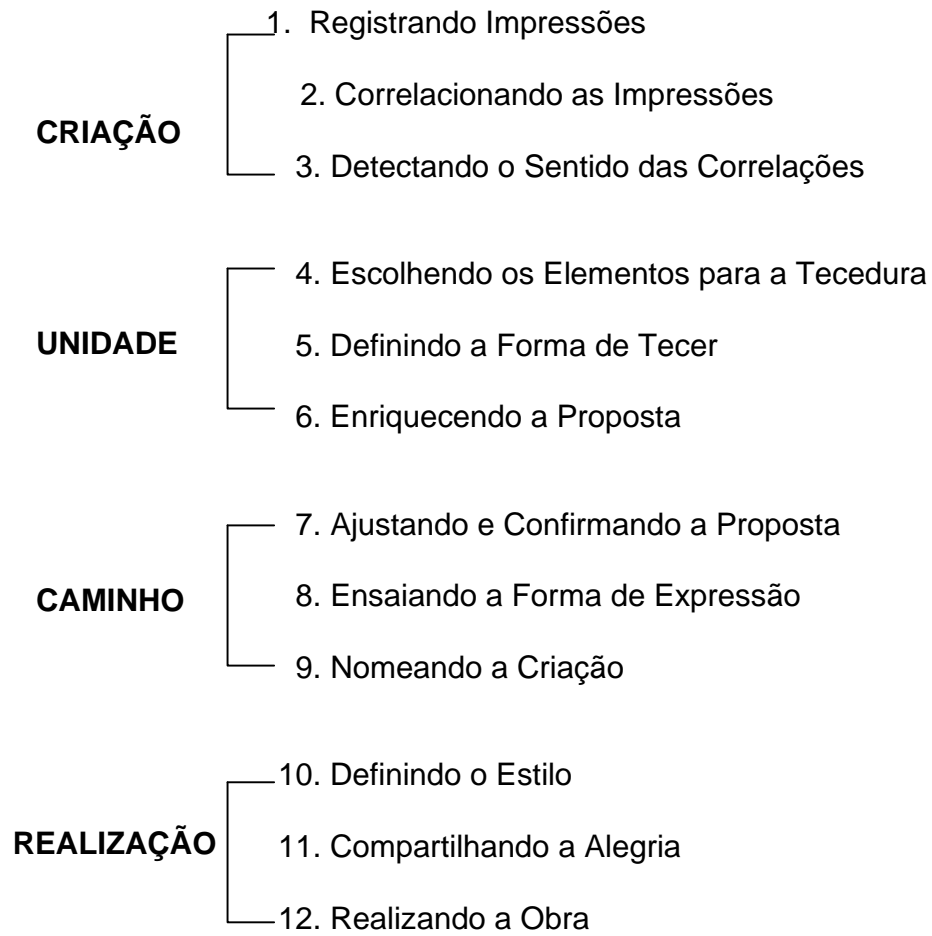 1. Registrando Impressões
2. Correlacionando as Impressões
CRIAÇÃO
3. Detectando o Sentido das Correlações
4. Escolhendo os Elementos para a Tecedura
UNIDADE
5. Definindo a Forma de Tecer
6. Enriquecendo a Proposta
7. Ajustando e Confirmando a Proposta
CAMINHO
8. Ensaiando a Forma de Expressão
9. Nomeando a Criação
10. Definindo o Estilo
REALIZAÇÃO
11. Compartilhando a Alegria
12. Realizando a Obra